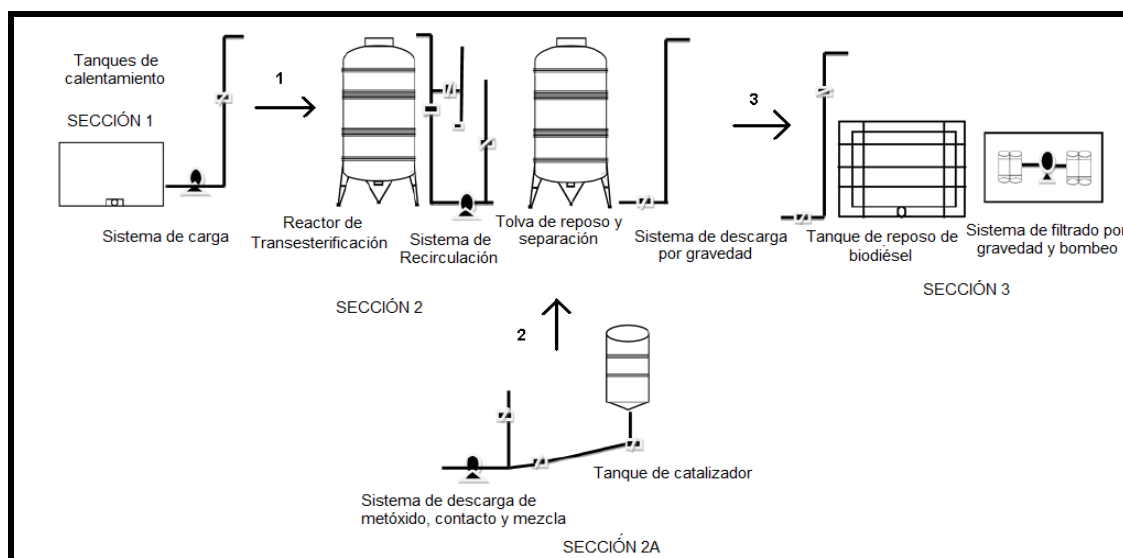 Tanques de
calentamiento
SECCIÓN 1
Sistema de carga
1
Reactor de
Transesterificación
Sistema de
Recirculación
Tolva de reposo y
separación
Sistema de descarga
por gravedad
SECCIÓN 2
3
Tanque de reposo de
biodiésel
Sistema de filtrado por
gravedad y bombeo
SECCIÓN 3
2
Tanque de catalizador
Sistema de descarga de
metóxido, contacto y mezcla
SECCIÓN 2A